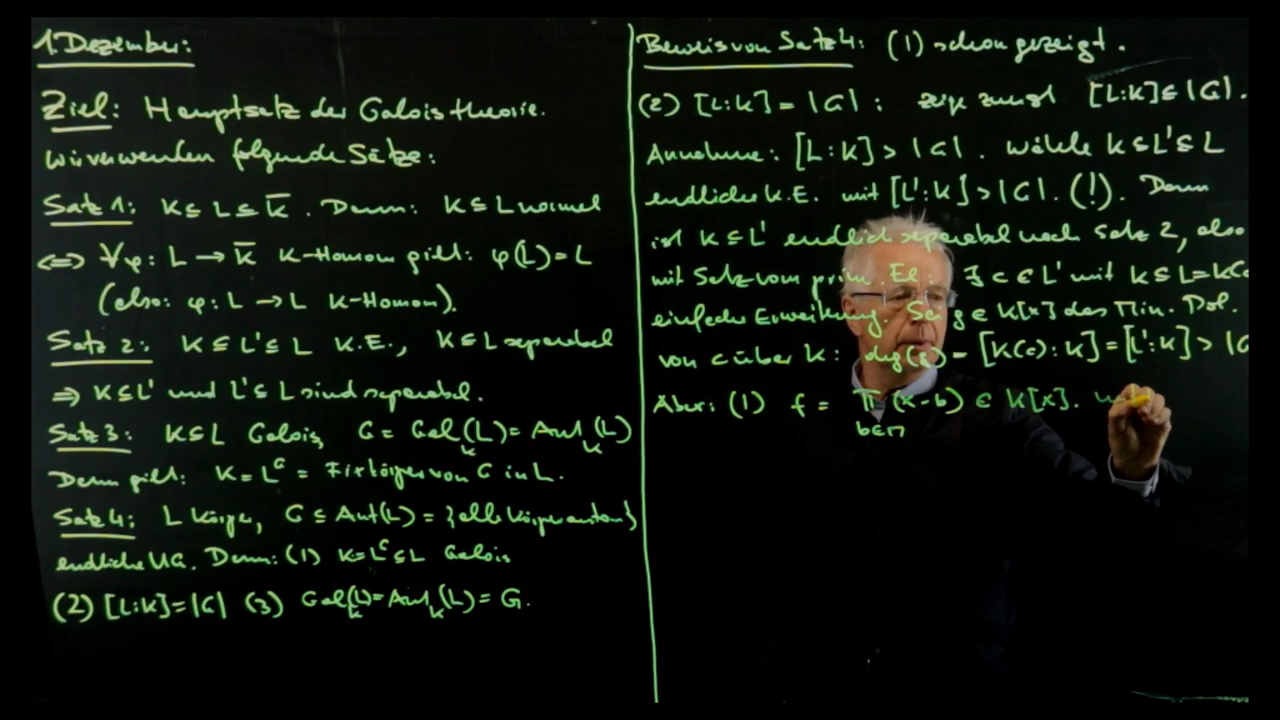 1. Dezember:
Ziel: Hauptsatz der Galoistheorie.
Wir verwenden folgende Sätze:
Satz 1: K ⊆ L ⊆ K̄. Dann: K ⊆ L normal
⟺ ∀φ: L → K̄ K-Homom gilt: φ(L) = L
(also: φ: L → L K-Homom).
Satz 2: K ⊆ L' ⊆ L K.E., K ⊆ L separabel
⇒ K ⊆ L' und L' ⊆ L sind separabel.
Satz 3: K ⊆ L Galois, G = Gal_K(L) = Aut_K(L)
Dann gilt: K = L^G = Fixkörper von G in L.
Satz 4: L Körper, G ⊆ Aut(L) = {alle Körperautom}
endliche UG. Dann: (1) K = L^G ⊆ L Galois
(2) [L:K] = |G| (3) Gal_K(L) = Aut_K(L) = G.
Beweis von Satz 4: (1) schon gezeigt.
(2) [L:K] = |G| : zeige zunächst [L:K] ≤ |G|.
Annahme: [L:K] > |G|. Wähle K ⊆ L' ⊆ L
endliche K.E. mit [L':K] > |G|. (!). Dann
ist K ⊆ L' endlich separabel nach Satz 2, also
mit Satz vom prim. El.: ∃ c ∈ L' mit K ⊆ L = K(c
einfache Erweiterung. Sei g ∈ K[x] das Min. Pol.
von c über K: deg(g) = [K(c):K] = [L':K] > |G
Aber: (1) f = ∏ (x-b) ∈ K[x].
b∈M